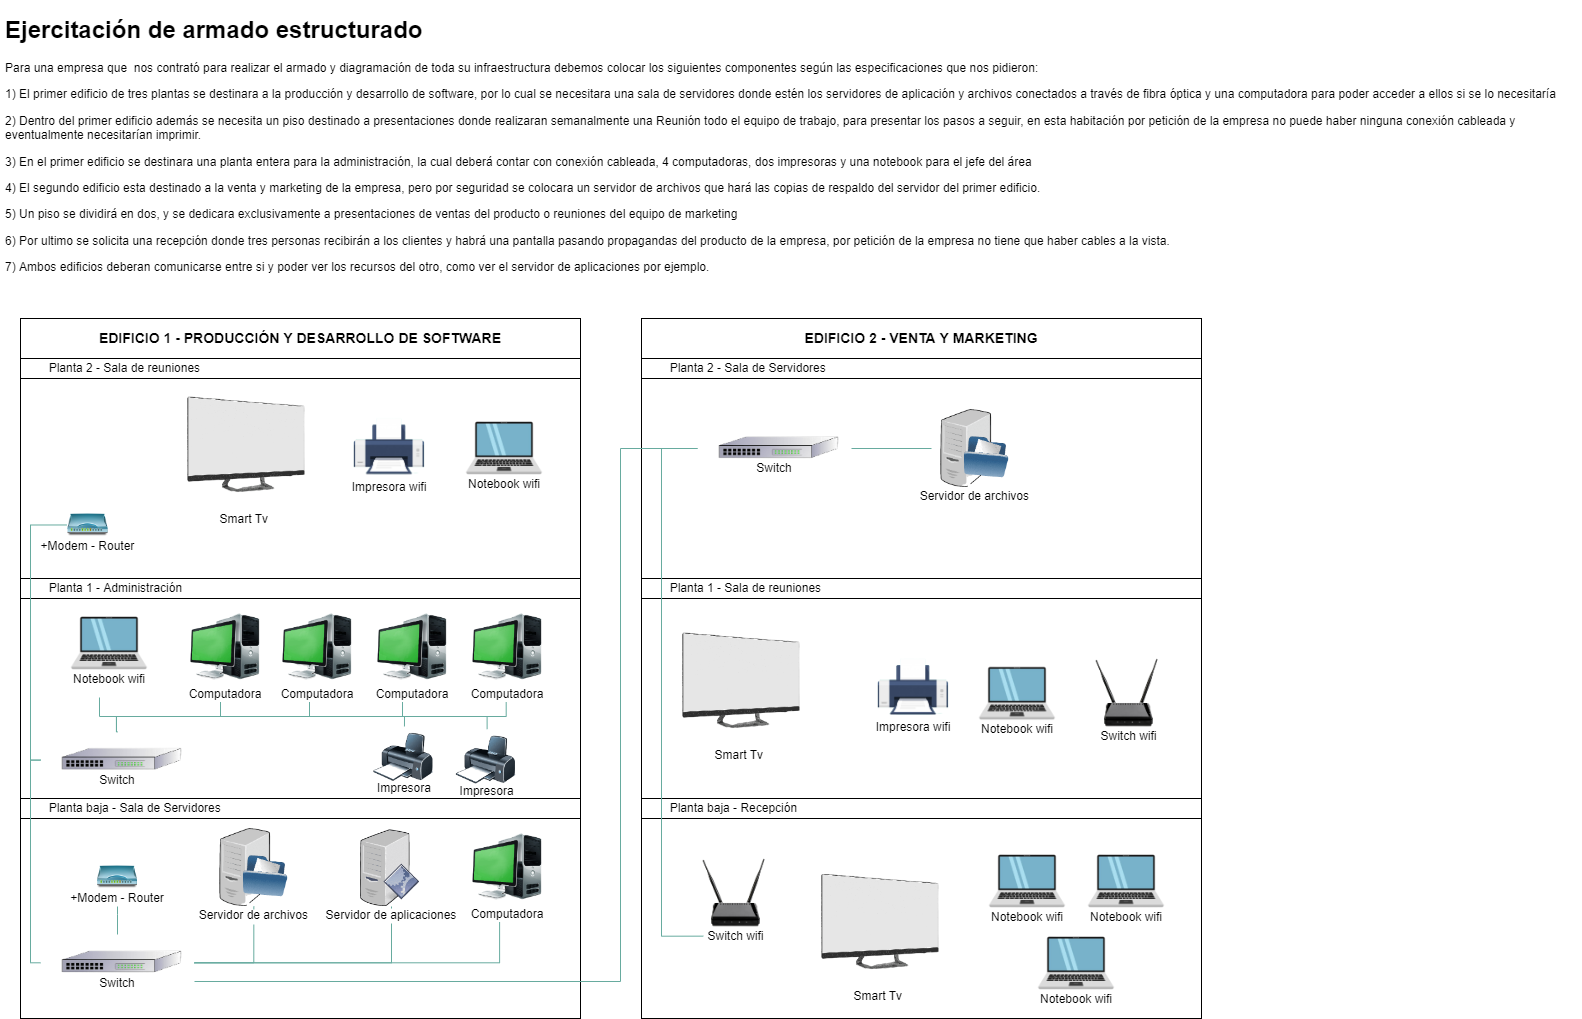 Ejercitación de armado estructurado
Para una empresa que  nos contrató para realizar el armado y diagramación de toda su infraestructura debemos colocar los siguientes componentes según las especificaciones que nos pidieron:
1) El primer edificio de tres plantas se destinara a la producción y desarrollo de software, por lo cual se necesitara una sala de servidores donde estén los servidores de aplicación y archivos conectados a través de fibra óptica y una computadora para poder acceder a ellos si se lo necesitaría
2) Dentro del primer edificio además se necesita un piso destinado a presentaciones donde realizaran semanalmente una Reunión todo el equipo de trabajo, para presentar los pasos a seguir, en esta habitación por petición de la empresa no puede haber ninguna conexión cableada y
eventualmente necesitarían imprimir.
3) En el primer edificio se destinara una planta entera para la administración, la cual deberá contar con conexión cableada, 4 computadoras, dos impresoras y una notebook para el jefe del área
4) El segundo edificio esta destinado a la venta y marketing de la empresa, pero por seguridad se colocara un servidor de archivos que hará las copias de respaldo del servidor del primer edificio.
5) Un piso se dividirá en dos, y se dedicara exclusivamente a presentaciones de ventas del producto o reuniones del equipo de marketing
6) Por ultimo se solicita una recepción donde tres personas recibirán a los clientes y habrá una pantalla pasando propagandas del producto de la empresa, por petición de la empresa no tiene que haber cables a la vista.
7) Ambos edificios deberan comunicarse entre si y poder ver los recursos del otro, como ver el servidor de aplicaciones por ejemplo.
EDIFICIO 1 - PRODUCCIÓN Y DESARROLLO DE SOFTWARE
Planta 2 - Sala de reuniones
Impresora wifi
Notebook wifi
Smart Tv
+Modem - Router
Planta 1 - Administración
Notebook wifi
Computadora
Computadora
Computadora
Computadora
Switch
Impresora
Impresora
Planta baja - Sala de Servidores
+Modem - Router
Servidor de archivos
Servidor de aplicaciones
Computadora
Switch
EDIFICIO 2 - VENTA Y MARKETING
Planta 2 - Sala de Servidores
Switch
Servidor de archivos
Planta 1 - Sala de reuniones
Smart Tv
Impresora wifi
Notebook wifi
Switch wifi
Planta baja - Recepción
Switch wifi
Notebook wifi
Notebook wifi
Smart Tv
Notebook wifi